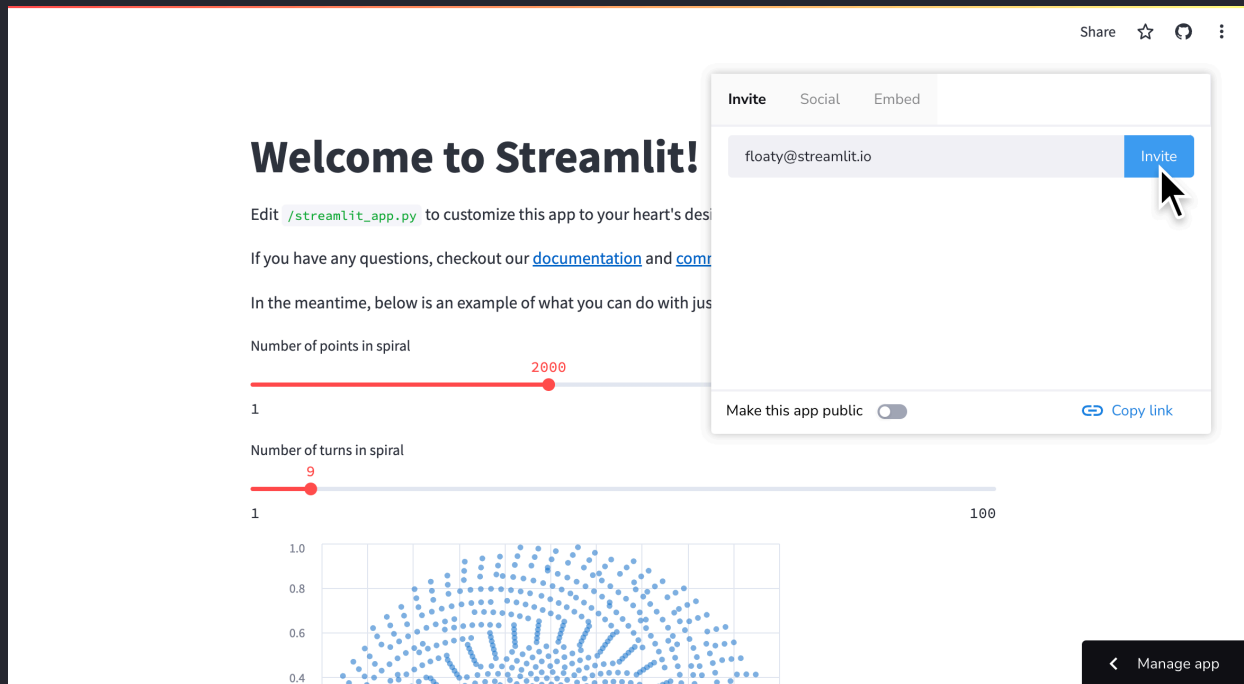 Share
Invite Social Embed
floaty@streamlit.io Invite
Welcome to Streamlit!
Edit /streamlit_app.py to customize this app to your heart's
If you have any questions, checkout our documentation and
In the meantime, below is an example of what you can do with
Number of points in spiral
2000
1
Make this app public Copy link
Number of turns in spiral
9
1 100
1.0
0.8
0.6
0.4
Manage app